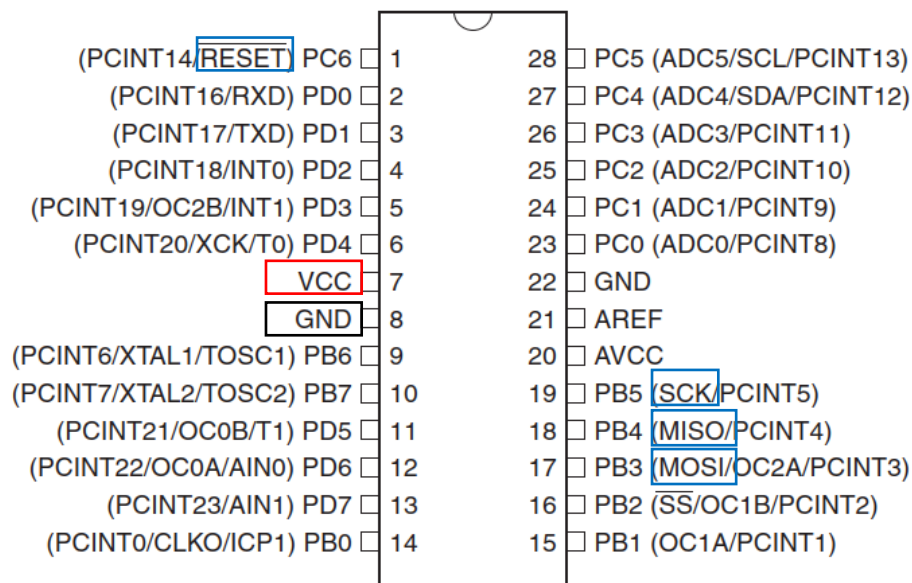 (PCINT14/RESET) PC6 1 28 PC5 (ADC5/SCL/PCINT13)
(PCINT16/RXD) PD0 2 27 PC4 (ADC4/SDA/PCINT12)
(PCINT17/TXD) PD1 3 26 PC3 (ADC3/PCINT11)
(PCINT18/INT0) PD2 4 25 PC2 (ADC2/PCINT10)
(PCINT19/OC2B/INT1) PD3 5 24 PC1 (ADC1/PCINT9)
(PCINT20/XCK/T0) PD4 6 23 PC0 (ADC0/PCINT8)
VCC 7 22 GND
GND 8 21 AREF
(PCINT6/XTAL1/TOSC1) PB6 9 20 AVCC
(PCINT7/XTAL2/TOSC2) PB7 10 19 PB5 (SCK/PCINT5)
(PCINT21/OC0B/T1) PD5 11 18 PB4 (MISO/PCINT4)
(PCINT22/OC0A/AIN0) PD6 12 17 PB3 (MOSI/OC2A/PCINT3)
(PCINT23/AIN1) PD7 13 16 PB2 (SS/OC1B/PCINT2)
(PCINT0/CLKO/ICP1) PB0 14 15 PB1 (OC1A/PCINT1)